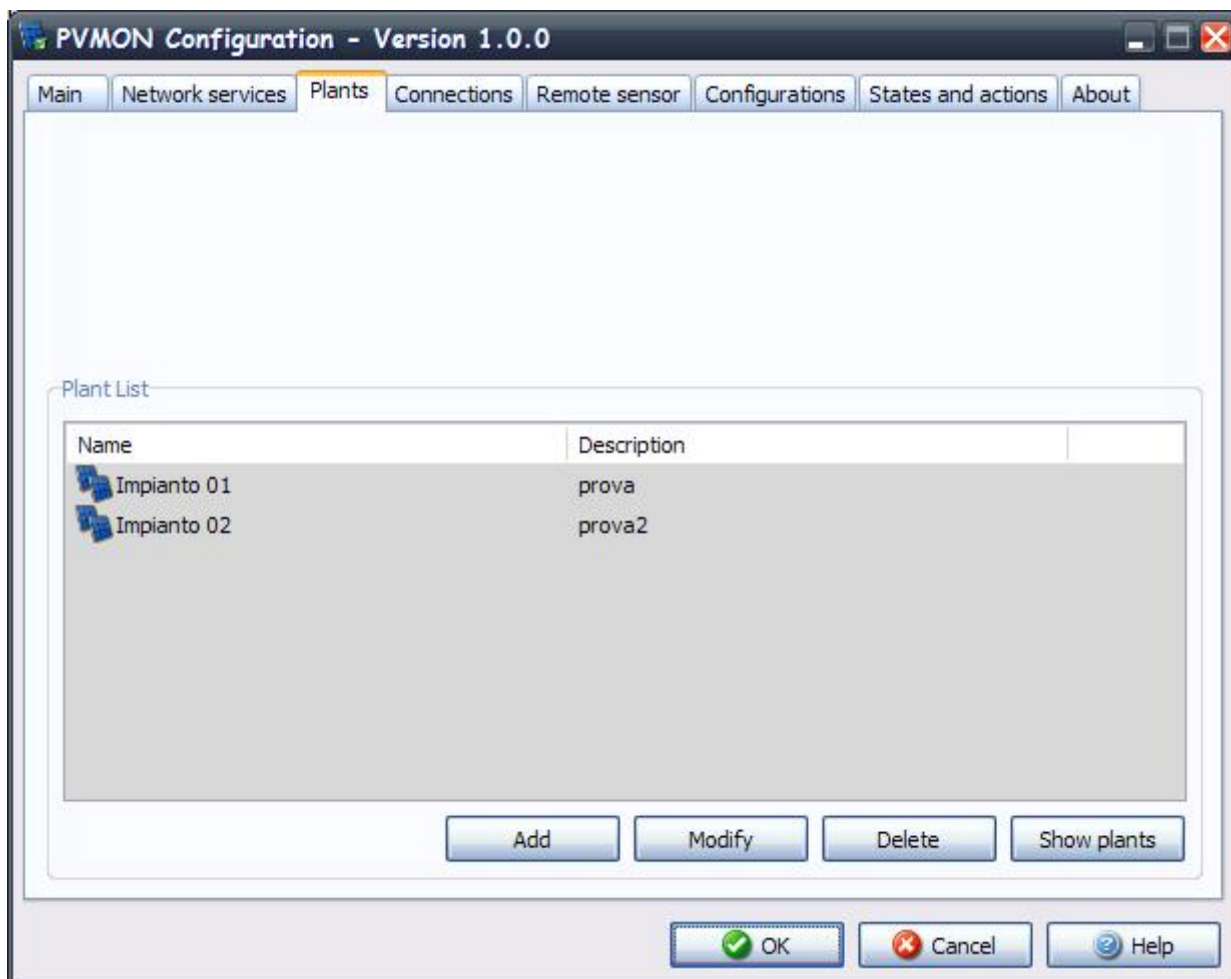 PVMON Configuration - Version 1.0.0
Main Network services Plants Connections Remote sensor Configurations States and actions About
Plant List
Name Description
Impianto 01 prova
Impianto 02 prova2
Add Modify Delete Show plants
OK Cancel Help